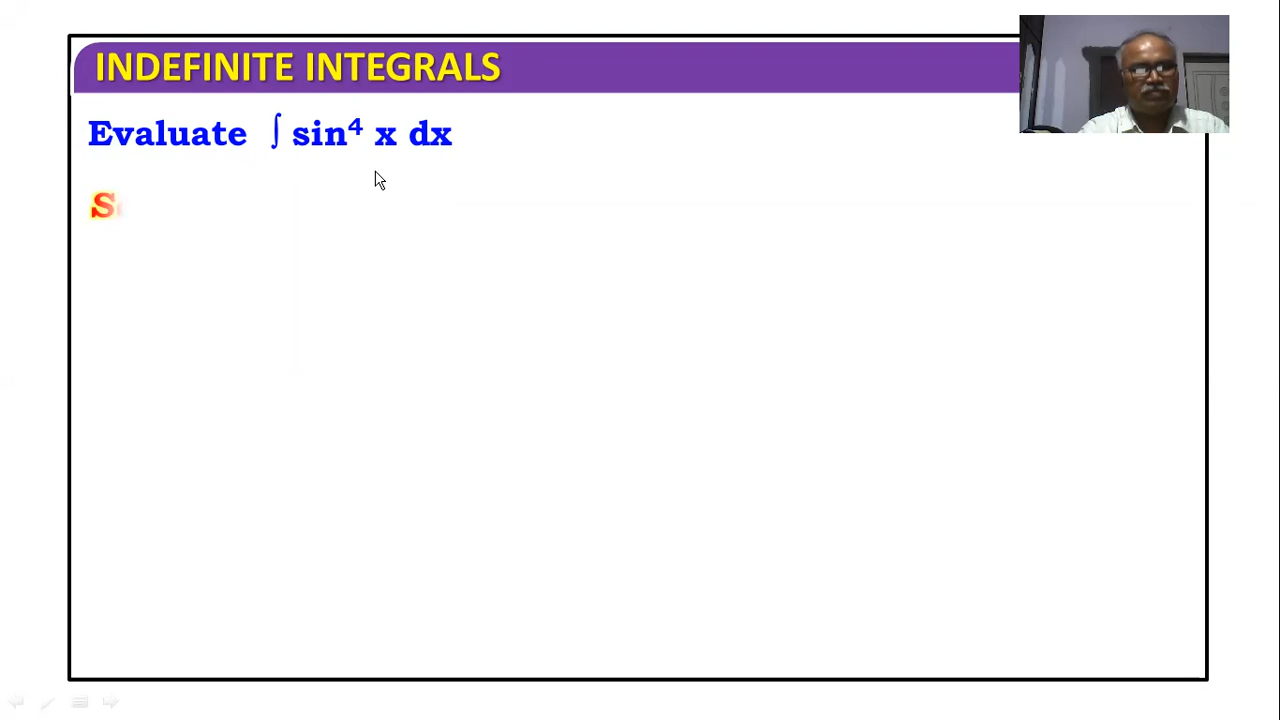 INDEFINITE INTEGRALS
Evaluate ∫ sin⁴ x dx
S